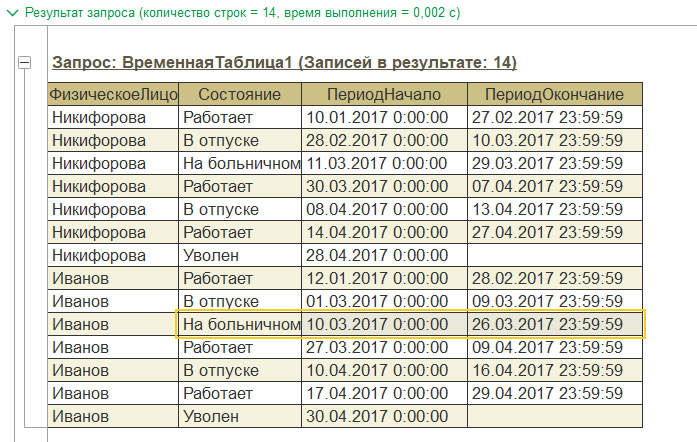 Результат запроса (количество строк = 14, время выполнения = 0,002 с)
Запрос: ВременнаяТаблица1 (Записей в результате: 14)
ФизическоеЛицо Состояние ПериодНачало ПериодОкончание
Никифорова Работает 10.01.2017 0:00:00 27.02.2017 23:59:59
Никифорова В отпуске 28.02.2017 0:00:00 10.03.2017 23:59:59
Никифорова На больничном 11.03.2017 0:00:00 29.03.2017 23:59:59
Никифорова Работает 30.03.2017 0:00:00 07.04.2017 23:59:59
Никифорова В отпуске 08.04.2017 0:00:00 13.04.2017 23:59:59
Никифорова Работает 14.04.2017 0:00:00 27.04.2017 23:59:59
Никифорова Уволен 28.04.2017 0:00:00
Иванов Работает 12.01.2017 0:00:00 28.02.2017 23:59:59
Иванов В отпуске 01.03.2017 0:00:00 09.03.2017 23:59:59
Иванов На больничном 10.03.2017 0:00:00 26.03.2017 23:59:59
Иванов Работает 27.03.2017 0:00:00 09.04.2017 23:59:59
Иванов В отпуске 10.04.2017 0:00:00 16.04.2017 23:59:59
Иванов Работает 17.04.2017 0:00:00 29.04.2017 23:59:59
Иванов Уволен 30.04.2017 0:00:00